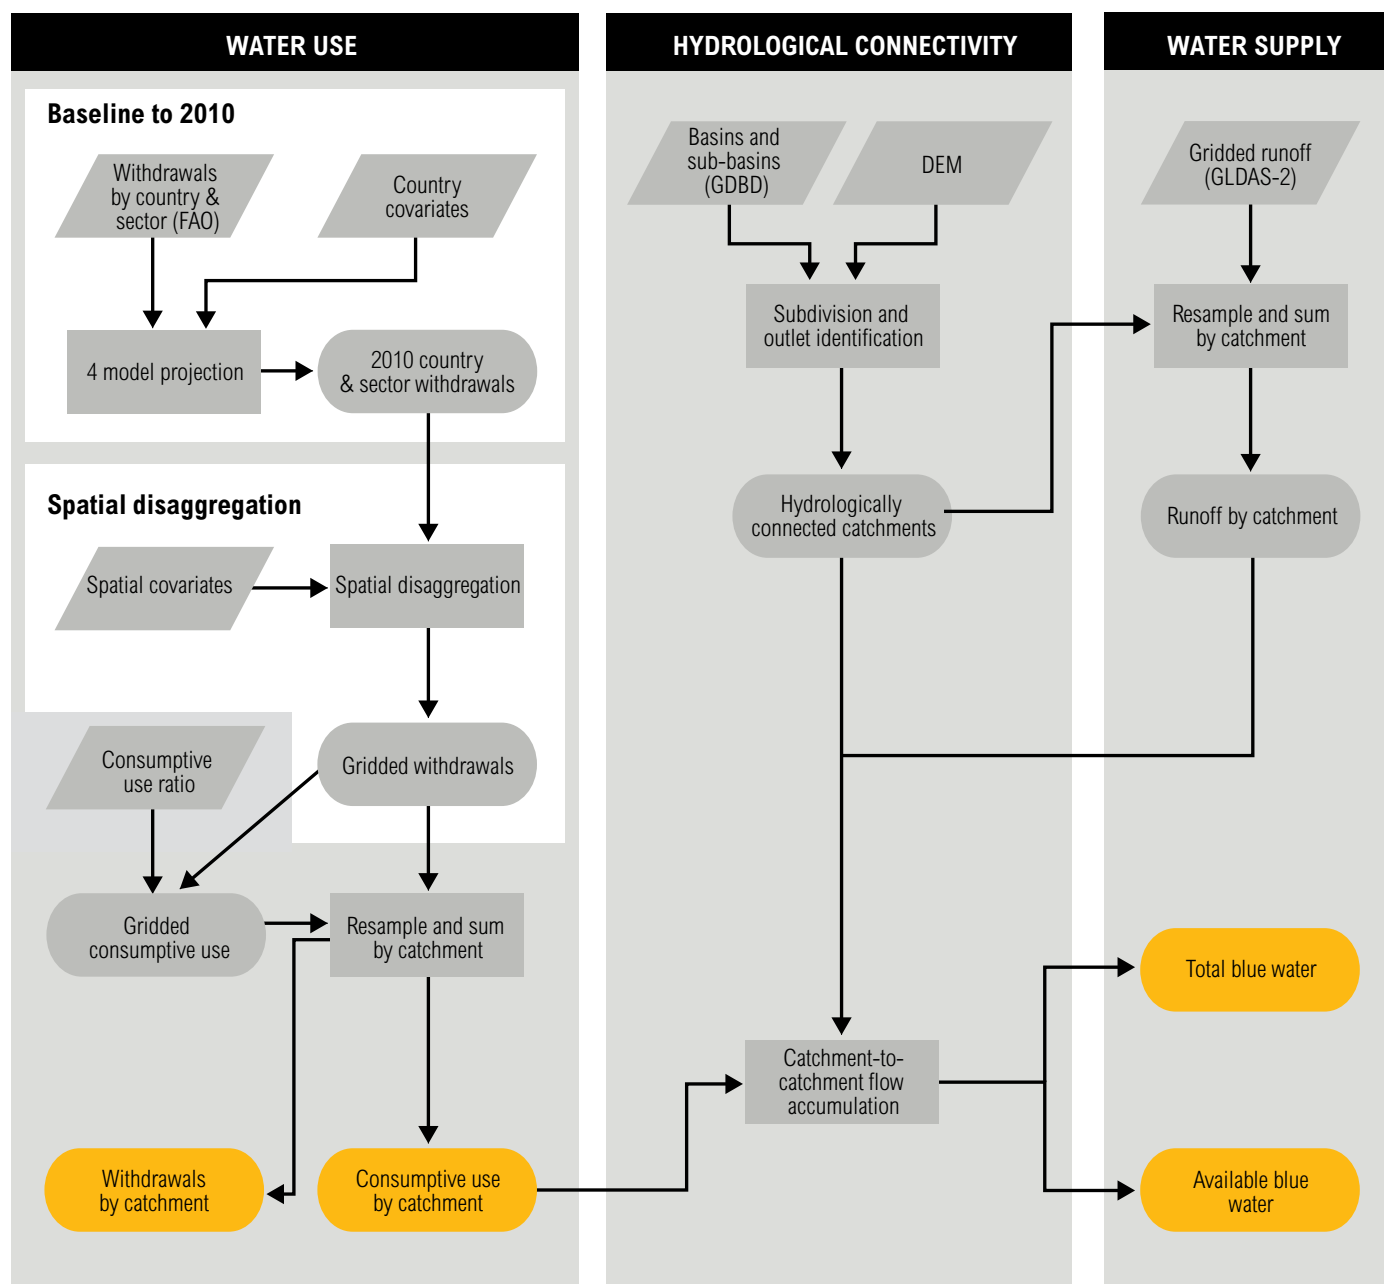 WATER USE
Baseline to 2010
Withdrawals
by country &
sector (FAO)
Country
covariates
4 model projection
2010 country
& sector withdrawals
Spatial disaggregation
Spatial covariates
Spatial disaggregation
Consumptive
use ratio
Gridded withdrawals
Gridded
consumptive use
Resample and sum
by catchment
Withdrawals
by catchment
Consumptive use
by catchment
HYDROLOGICAL CONNECTIVITY
Basins and
sub-basins
(GDBD)
DEM
Subdivision and
outlet identification
Hydrologically
connected catchments
Catchment-to-
catchment flow
accumulation
WATER SUPPLY
Gridded runoff
(GLDAS-2)
Resample and sum
by catchment
Runoff by catchment
Total blue water
Available blue
water